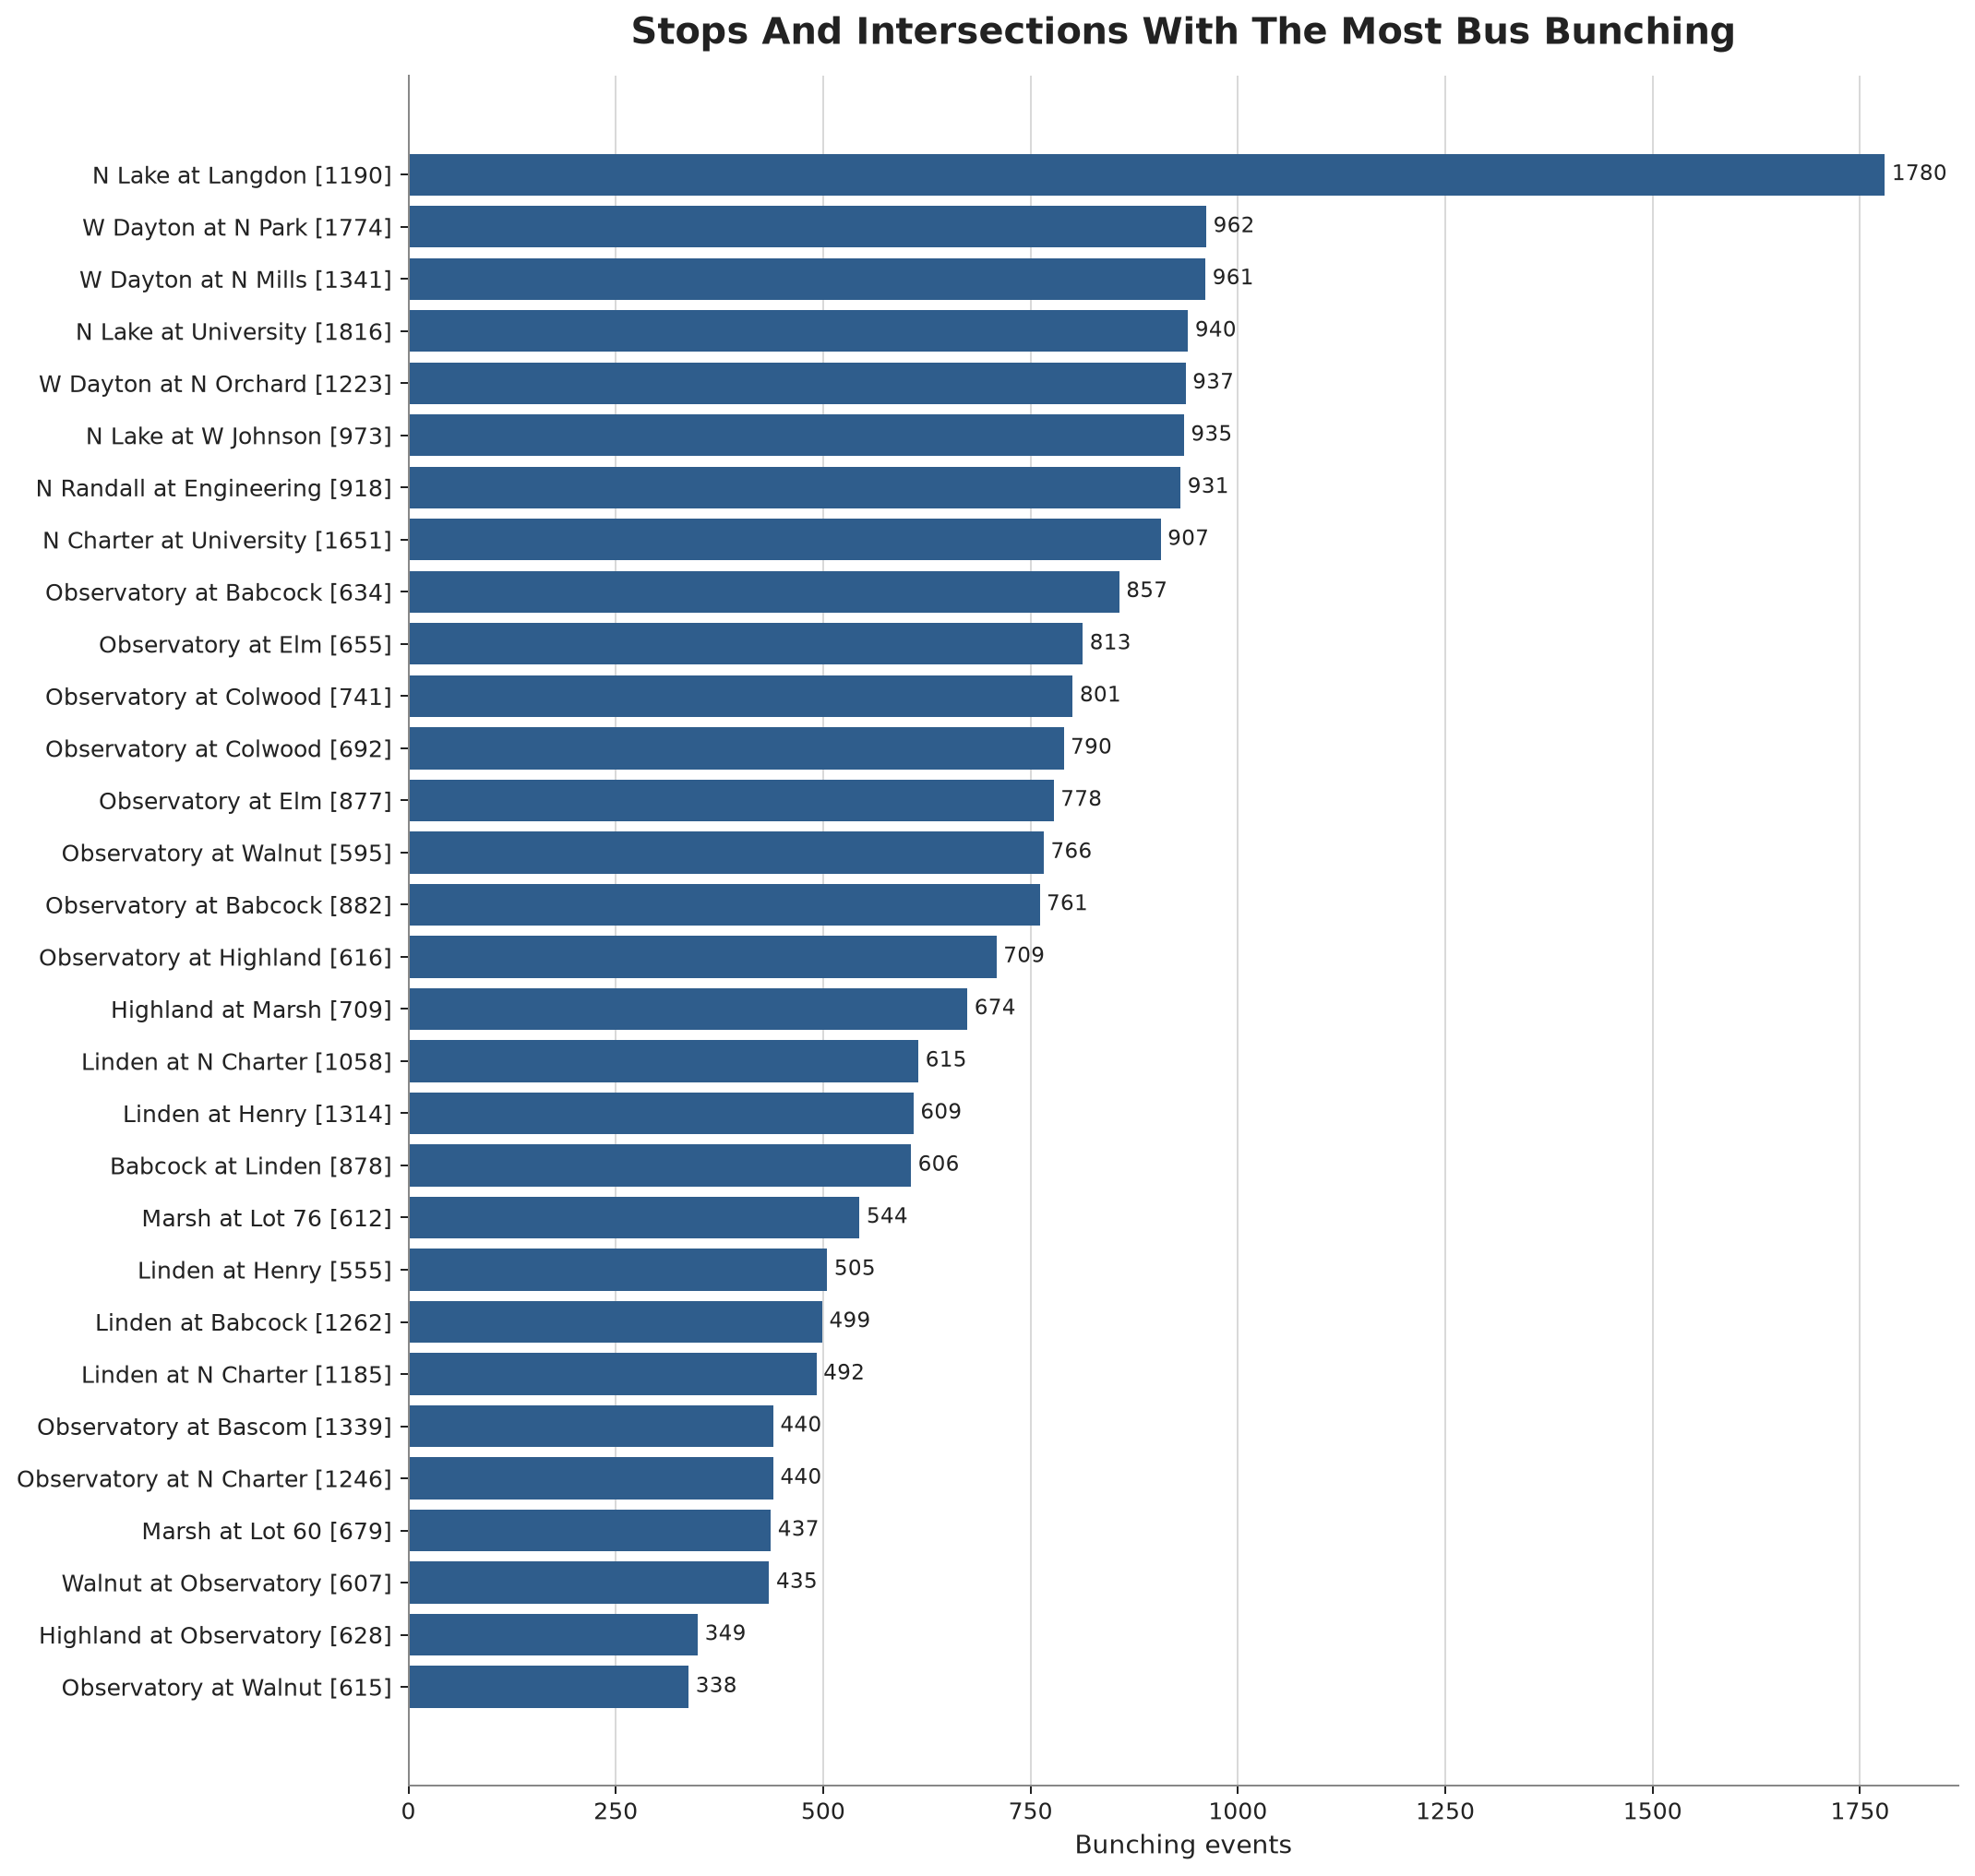 Stops And Intersections With The Most Bus Bunching
N Lake at Langdon [1190] 1780
W Dayton at N Park [1774] 962
W Dayton at N Mills [1341] 961
N Lake at University [1816] 940
W Dayton at N Orchard [1223] 937
N Lake at W Johnson [973] 935
N Randall at Engineering [918] 931
N Charter at University [1651] 907
Observatory at Babcock [634] 857
Observatory at Elm [655] 813
Observatory at Colwood [741] 801
Observatory at Colwood [692] 790
Observatory at Elm [877] 778
Observatory at Walnut [595] 766
Observatory at Babcock [882] 761
Observatory at Highland [616] 709
Highland at Marsh [709] 674
Linden at N Charter [1058] 615
Linden at Henry [1314] 609
Babcock at Linden [878] 606
Marsh at Lot 76 [612] 544
Linden at Henry [555] 505
Linden at Babcock [1262] 499
Linden at N Charter [1185] 492
Observatory at Bascom [1339] 440
Observatory at N Charter [1246] 440
Marsh at Lot 60 [679] 437
Walnut at Observatory [607] 435
Highland at Observatory [628] 349
Observatory at Walnut [615] 338
0 250 500 750 1000 1250 1500 1750
Bunching events